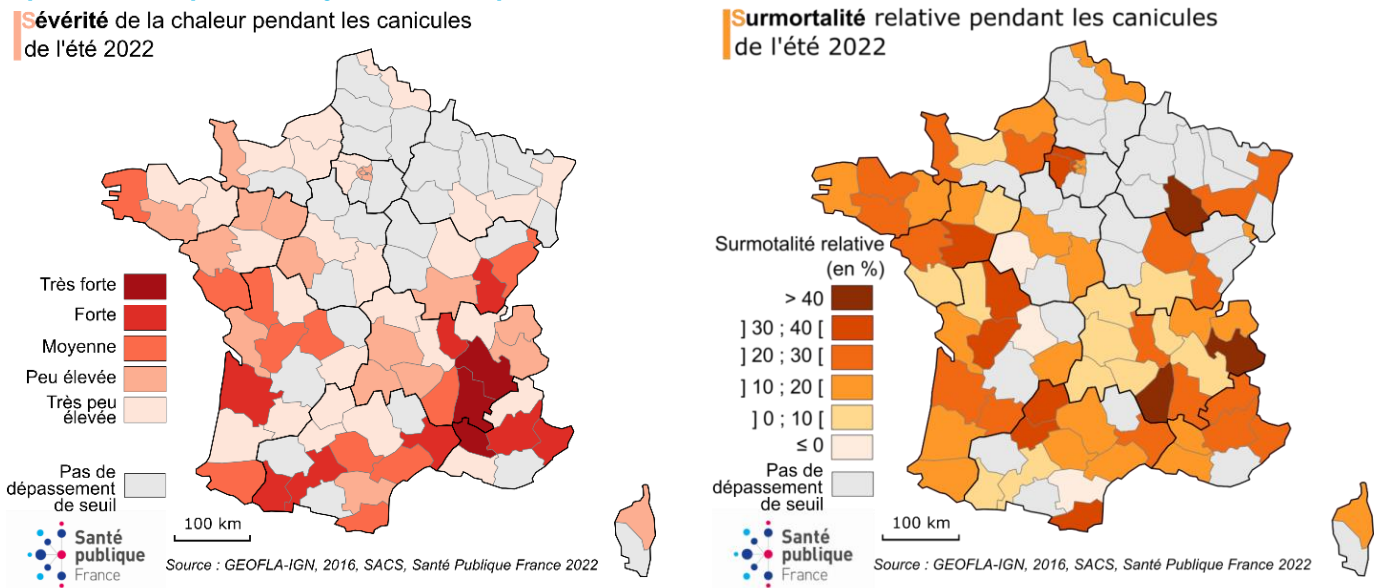 Sévérité de la chaleur pendant les canicules
de l'été 2022
Très forte
Forte
Moyenne
Peu élevée
Très peu
élevée
Pas de
dépassement
de seuil
100 km
Santé
publique
France
Source : GEOFLA-IGN, 2016, SACS, Santé Publique France 2022
Surmortalité relative pendant les canicules
de l'été 2022
Surmotalité relative
(en %)
> 40
] 30 ; 40 [
] 20 ; 30 [
] 10 ; 20 [
] 0 ; 10 [
≤ 0
Pas de
dépassement
de seuil
100 km
Santé
publique
France
Source : GEOFLA-IGN, 2016, SACS, Santé Publique France 2022